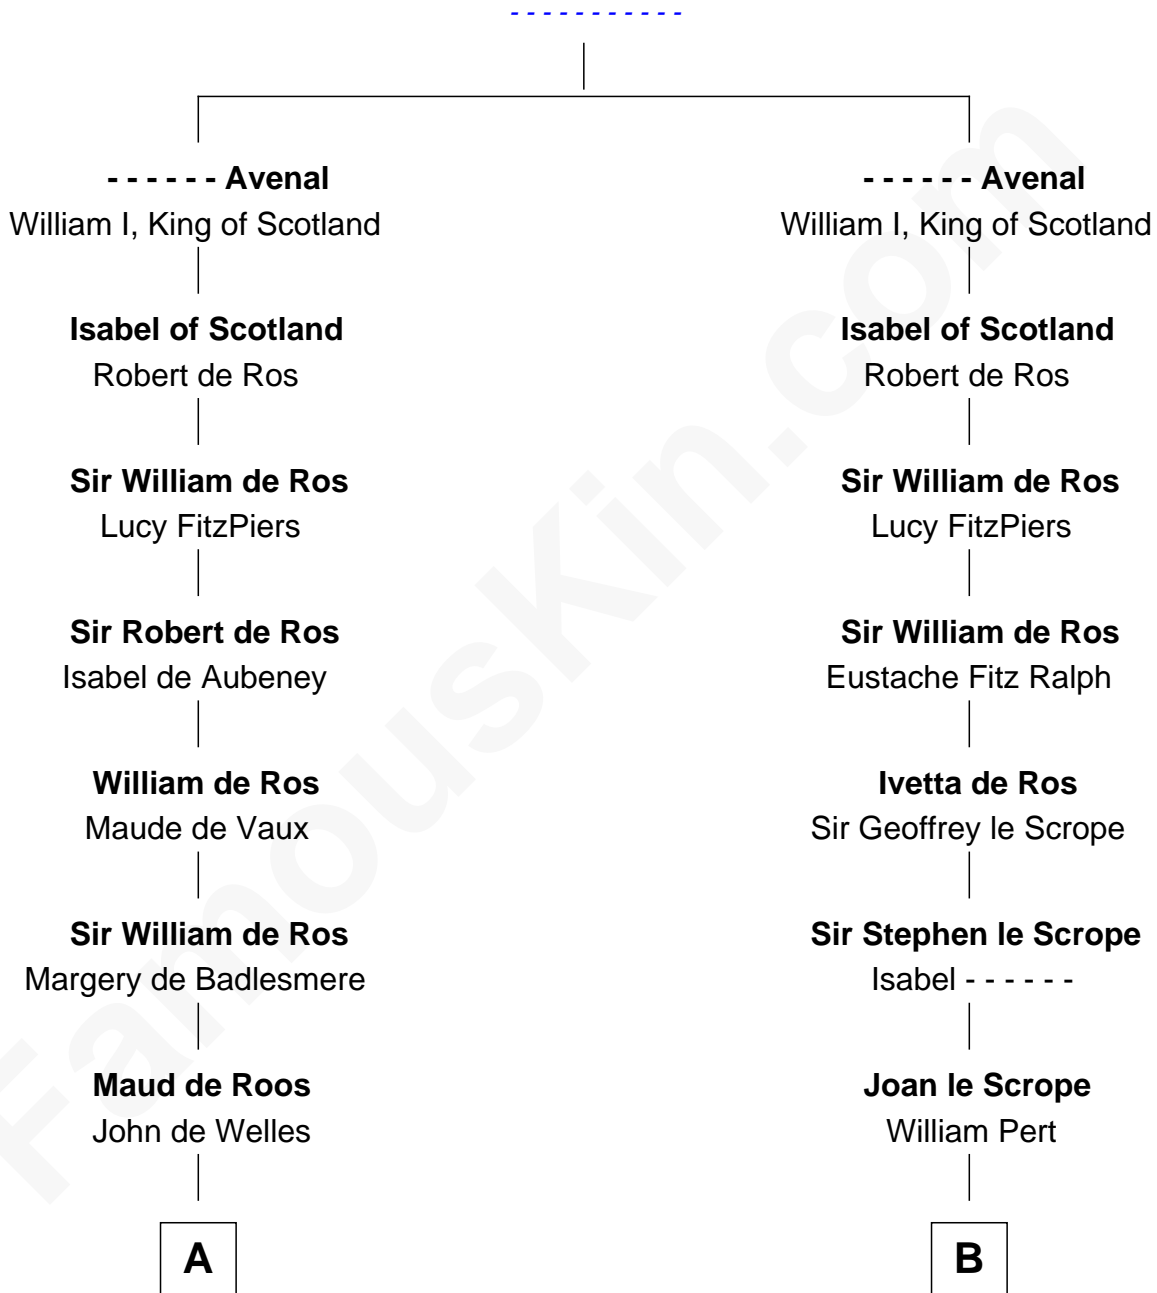 - - - - - - - - - - -
- - - - - - Avenal
William I, King of Scotland
Isabel of Scotland
Robert de Ros
Sir William de Ros
Lucy FitzPiers
Sir Robert de Ros
Isabel de Aubeney
William de Ros
Maude de Vaux
Sir William de Ros
Margery de Badlesmere
Maud de Roos
John de Welles
A
- - - - - - Avenal
William I, King of Scotland
Isabel of Scotland
Robert de Ros
Sir William de Ros
Lucy FitzPiers
Sir William de Ros
Eustache Fitz Ralph
Ivetta de Ros
Sir Geoffrey le Scrope
Sir Stephen le Scrope
Isabel - - - - - -
Joan le Scrope
William Pert
B
FamousKin.com